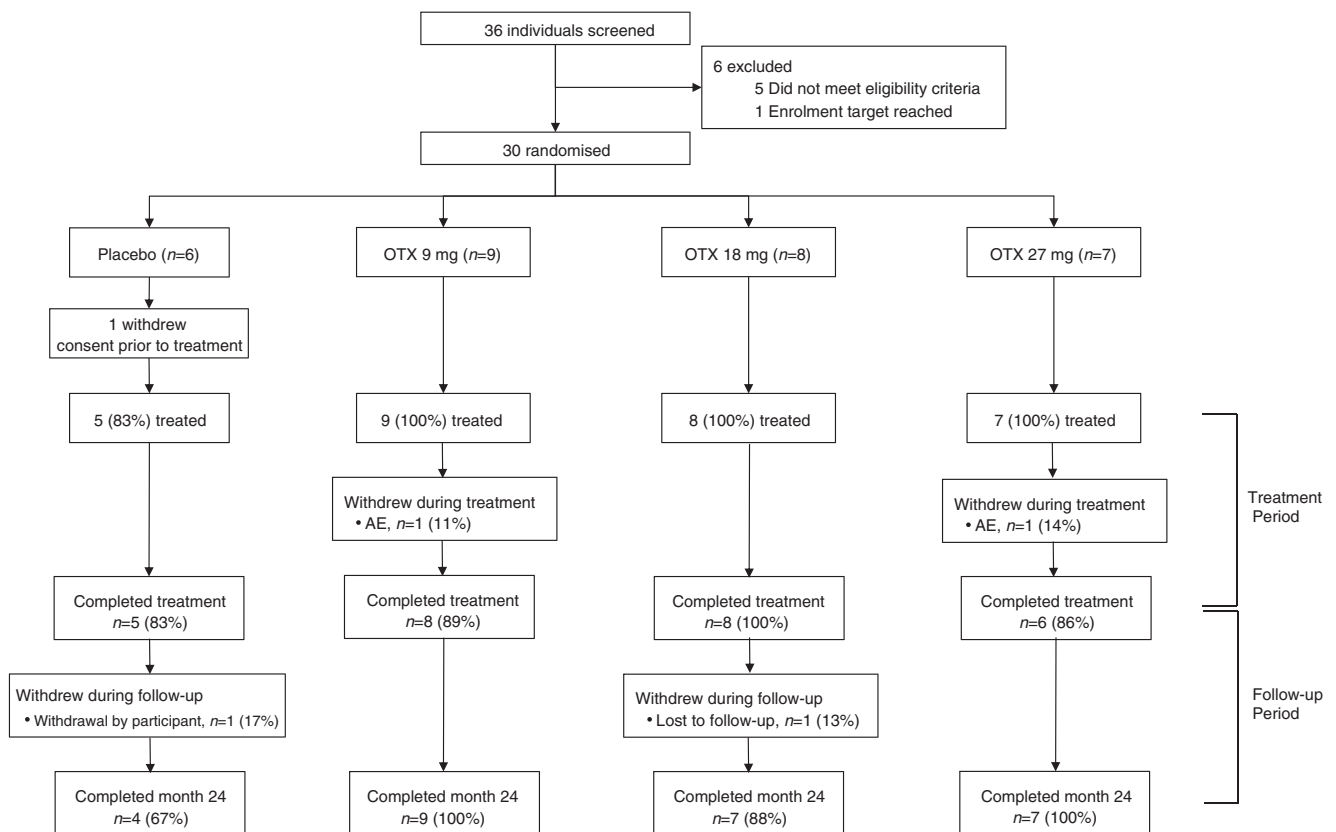 36 individuals screened
6 excluded
5 Did not meet eligibility criteria
1 Enrolment target reached
30 randomised
Placebo (n=6)
OTX 9 mg (n=9)
OTX 18 mg (n=8)
OTX 27 mg (n=7)
1 withdrew
consent prior to treatment
5 (83%) treated
9 (100%) treated
8 (100%) treated
7 (100%) treated
Withdrew during treatment
• AE, n=1 (11%)
Withdrew during treatment
• AE, n=1 (14%)
Treatment
Period
Completed treatment
n=5 (83%)
Completed treatment
n=8 (89%)
Completed treatment
n=8 (100%)
Completed treatment
n=6 (86%)
Withdrew during follow-up
• Withdrawal by participant, n=1 (17%)
Withdrew during follow-up
• Lost to follow-up, n=1 (13%)
Follow-up
Period
Completed month 24
n=4 (67%)
Completed month 24
n=9 (100%)
Completed month 24
n=7 (88%)
Completed month 24
n=7 (100%)